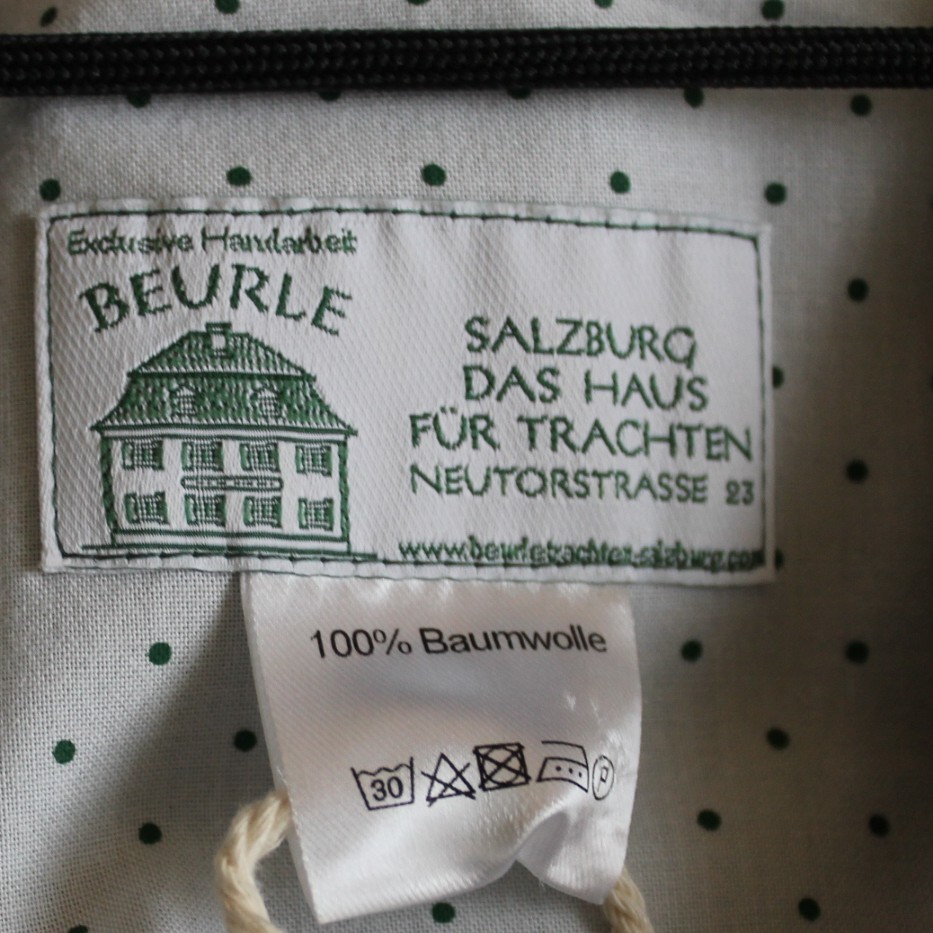 Exclusive Handarbeit
BEURLE
SALZBURG
DAS HAUS
FÜR TRACHTEN
NEUTORSTRASSE 23
100% Baumwolle
30
P